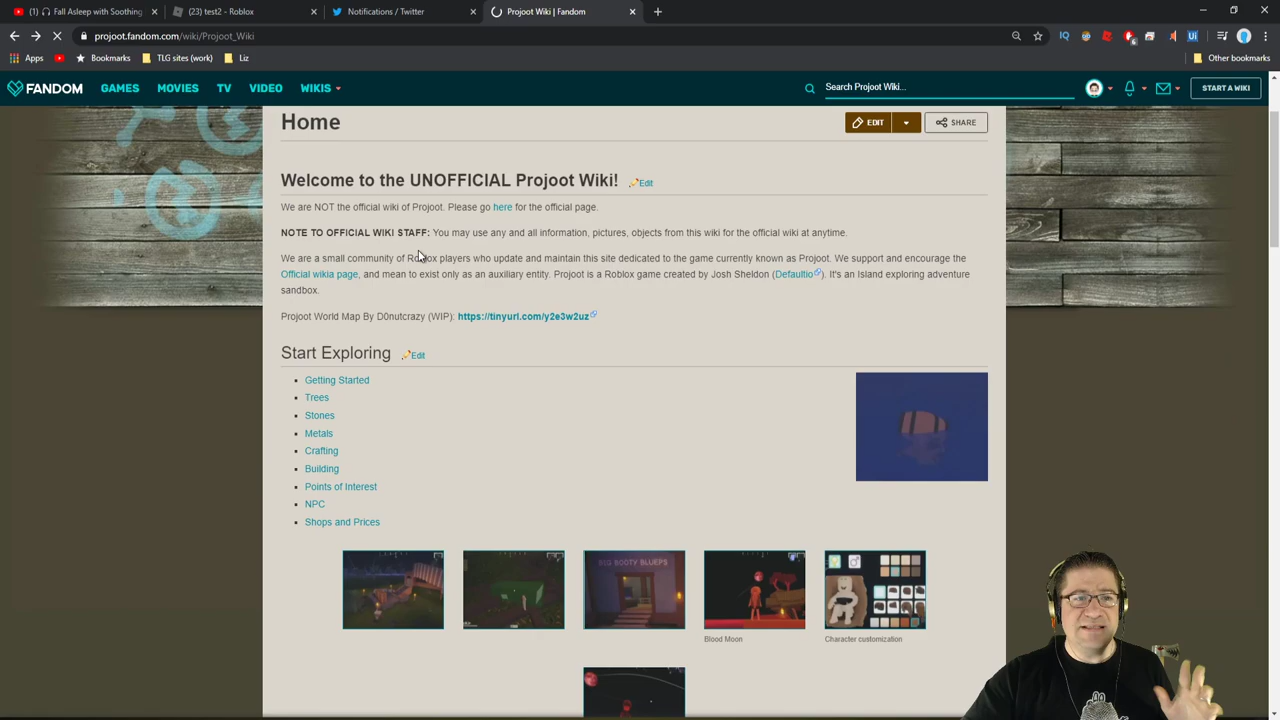 (1) 🎧 Fall Asleep with Soothing
(23) test2 - Roblox
Notifications / Twitter
Projoot Wiki | Fandom
projoot.fandom.com/wiki/Projoot_Wiki
Apps
Bookmarks
TLG sites (work)
Liz
Other bookmarks
FANDOM
GAMES
MOVIES
TV
VIDEO
WIKIS
Search Projoot Wiki...
START A WIKI
Home
EDIT
SHARE
Welcome to the UNOFFICIAL Projoot Wiki!
Edit
We are NOT the official wiki of Projoot. Please go here for the official page.
NOTE TO OFFICIAL WIKI STAFF: You may use any and all information, pictures, objects from this wiki for the official wiki at anytime.
We are a small community of Roblox players who update and maintain this site dedicated to the game currently known as Projoot. We support and encourage the
Official wikia page, and mean to exist only as an auxiliary entity. Projoot is a Roblox game created by Josh Sheldon (Defaultio). It's an Island exploring adventure
sandbox.
Projoot World Map By D0nutcrazy (WIP): https://tinyurl.com/y2e3w2uz
Start Exploring
Edit
Getting Started
Trees
Stones
Metals
Crafting
Building
Points of Interest
NPC
Shops and Prices
BIG BOOTY BLUEPS
Blood Moon
Character customization